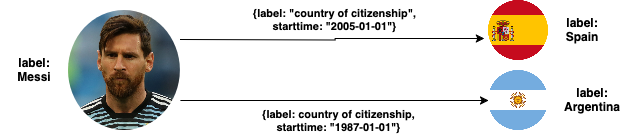 {label: "country of citizenship",
starttime: "2005-01-01"}
label:
Spain
label:
Messi
label:
Argentina
{label: country of citizenship,
starttime: "1987-01-01"}